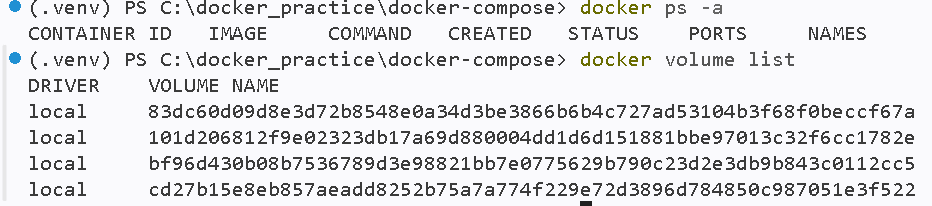 (.venv) PS C:\docker_practice\docker-compose> docker ps -a
CONTAINER ID   IMAGE     COMMAND   CREATED   STATUS    PORTS     NAMES
(.venv) PS C:\docker_practice\docker-compose> docker volume list
DRIVER    VOLUME NAME
local     83dc60d09d8e3d72b8548e0a34d3be3866b6b4c727ad53104b3f68f0beccf67a
local     101d206812f9e02323db17a69d880004dd1d6d151881bbe97013c32f6cc1782e
local     bf96d430b08b7536789d3e98821bb7e0775629b790c23d2e3db9b843c0112cc5
local     cd27b15e8eb857aeadd8252b75a7a774f229e72d3896d784850c987051e3f522